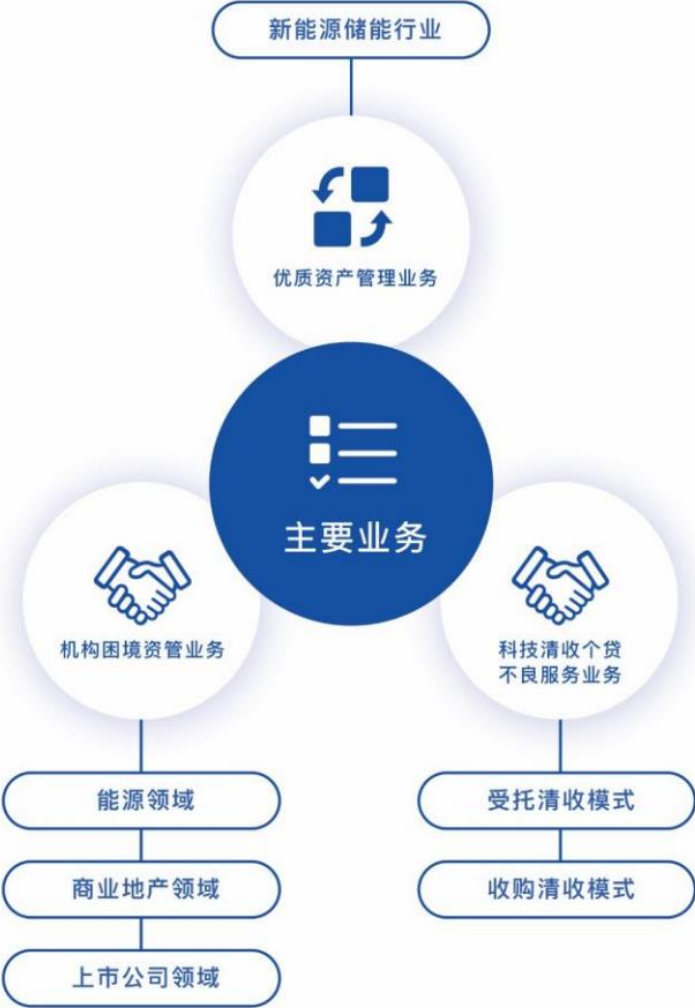 新能源储能行业
优质资产管理业务
主要业务
机构困境资管业务
科技清收个贷
不良服务业务
能源领域
受托清收模式
商业地产领域
收购清收模式
上市公司领域